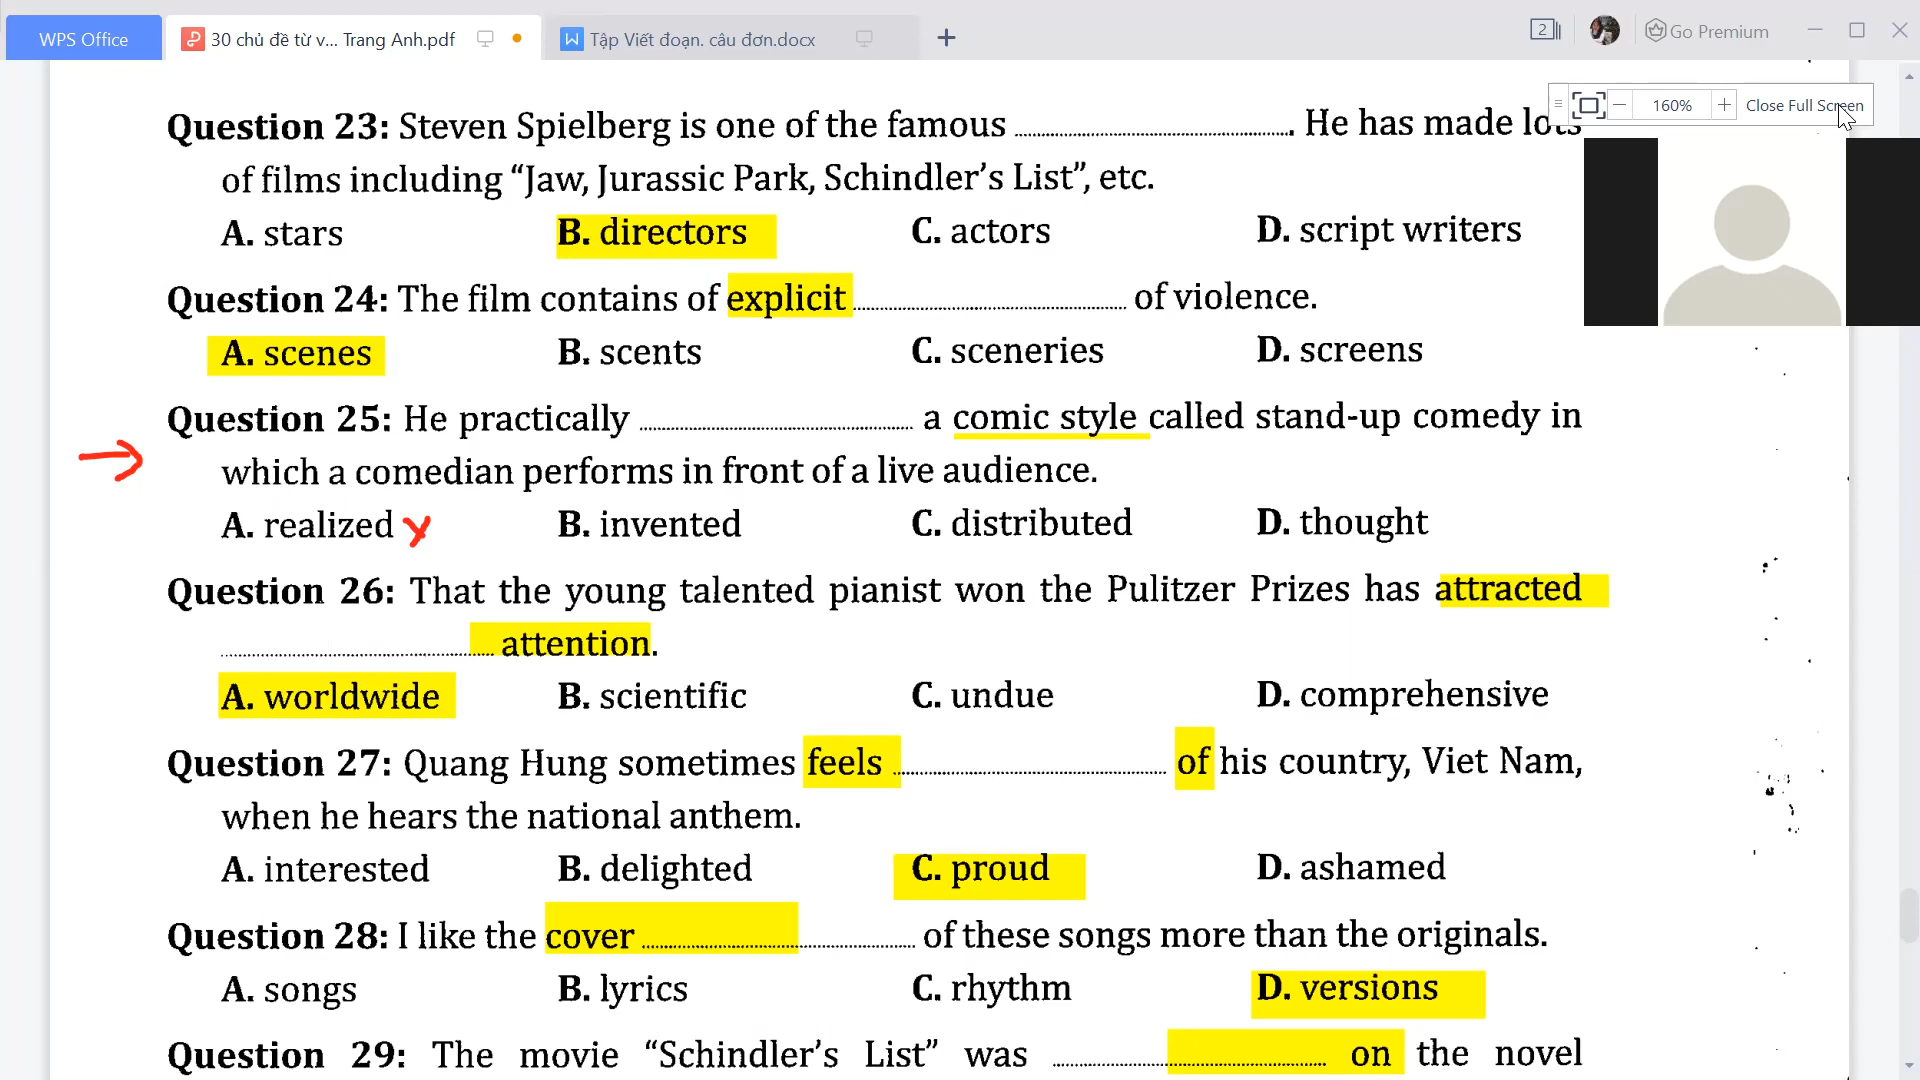 WPS Office
30 chủ đề từ v... Trang Anh.pdf
Tập Viết đoạn. câu đơn.docx
2
Go Premium
160%
Close Full Screen
Question 23: Steven Spielberg is one of the famous .................... He has made lots
of films including “Jaw, Jurassic Park, Schindler’s List”, etc.
A. stars B. directors C. actors D. script writers
Question 24: The film contains of explicit .................... of violence.
A. scenes B. scents C. sceneries D. screens
Question 25: He practically .................... a comic style called stand-up comedy in
which a comedian performs in front of a live audience.
A. realized B. invented C. distributed D. thought
Question 26: That the young talented pianist won the Pulitzer Prizes has attracted
.................... attention.
A. worldwide B. scientific C. undue D. comprehensive
Question 27: Quang Hung sometimes feels .................... of his country, Viet Nam,
when he hears the national anthem.
A. interested B. delighted C. proud D. ashamed
Question 28: I like the cover .................... of these songs more than the originals.
A. songs B. lyrics C. rhythm D. versions
Question 29: The movie “Schindler’s List” was .................... on the novel